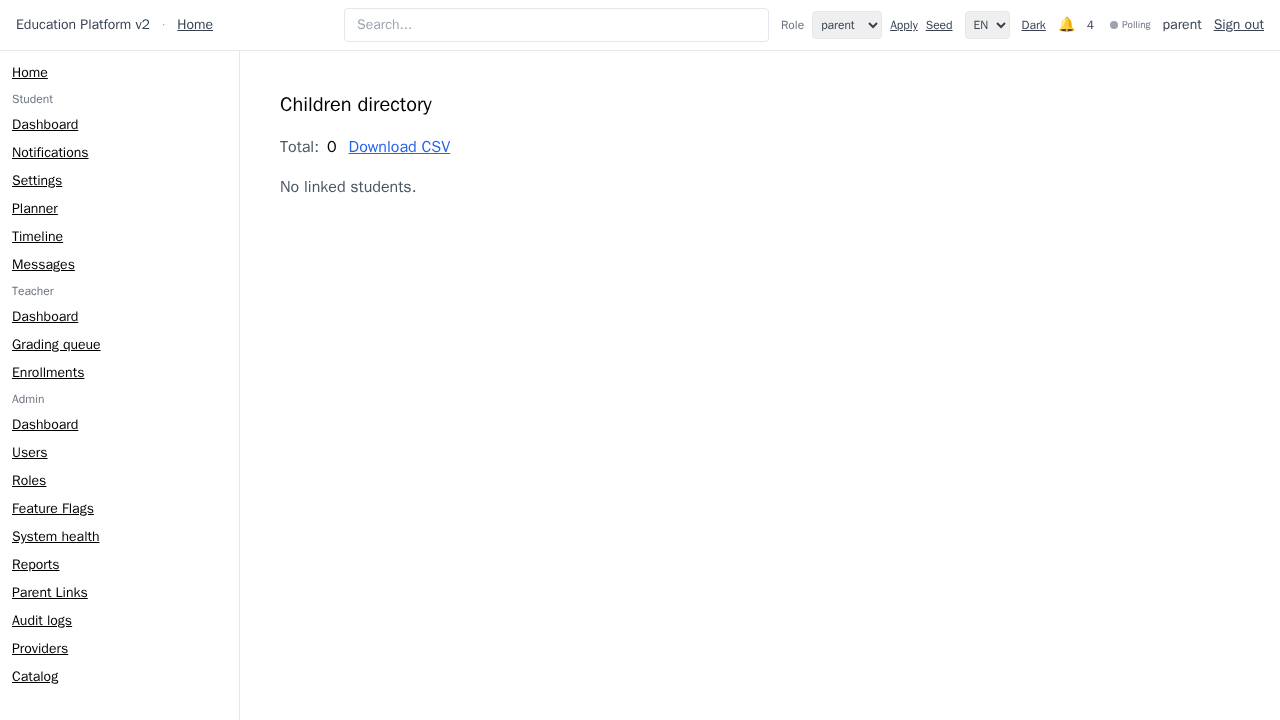 Education Platform v2 · Home
Search...
Role parent Apply Seed EN Dark 🔔 4 Polling parent Sign out
Home
Student
Dashboard
Notifications
Settings
Planner
Timeline
Messages
Teacher
Dashboard
Grading queue
Enrollments
Admin
Dashboard
Users
Roles
Feature Flags
System health
Reports
Parent Links
Audit logs
Providers
Catalog
Children directory
Total: 0 Download CSV
No linked students.